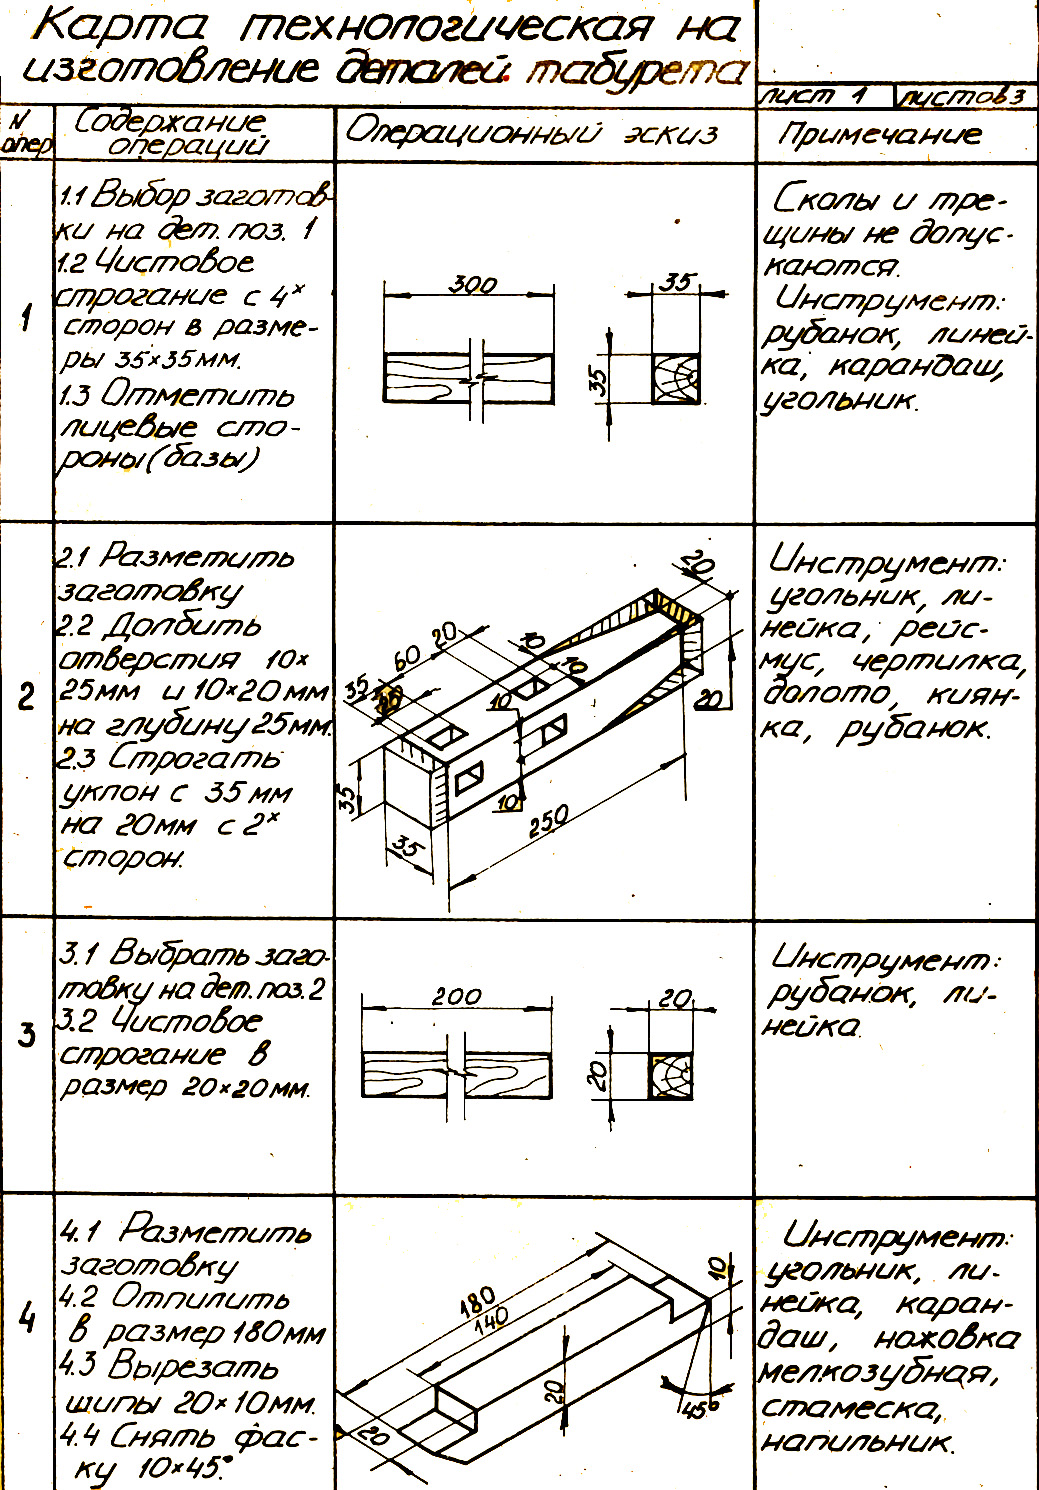 Карта технологическая на
изготовление деталей табурета
лист 1
листов 3
N
опер
Содержание
операций
Операционный эскиз
Примечание
1
1.1 Выбор заготов-
ки на дет. поз. 1
1.2 Чистовое
строгание с 4х
сторон в разме-
ры 35×35мм.
1.3 Отметить
лицевые сто-
роны (базы)
300
35
35
Сколы и тре-
щины не допус-
каются.
Инструмент:
рубанок, линей-
ка, карандаш,
угольник.
2
2.1 Разметить
заготовку
2.2 Долбить
отверстия 10×
25мм и 10×20мм
на глубину 25мм.
2.3 Строгать
уклон с 35мм
на 20мм с 2х
сторон.
20
20
60
35
10
10
10
20
35
10
250
35
Инструмент:
угольник, ли-
нейка, рейс-
мус, чертилка,
долото, киян-
ка, рубанок.
3
3.1 Выбрать заго-
товку на дет. поз. 2
3.2 Чистовое
строгание в
размер 20×20мм.
200
20
20
Инструмент:
рубанок, ли-
нейка.
4
4.1 Разметить
заготовку
4.2 Отпилить
в размер 180мм
4.3 Вырезать
шипы 20×10мм.
4.4 Снять фас-
ку 10×45°
180
140
10
20
45°
20
Инструмент:
угольник, ли-
нейка, каран-
даш, ножовка
мелкозубная,
стамеска,
напильник.